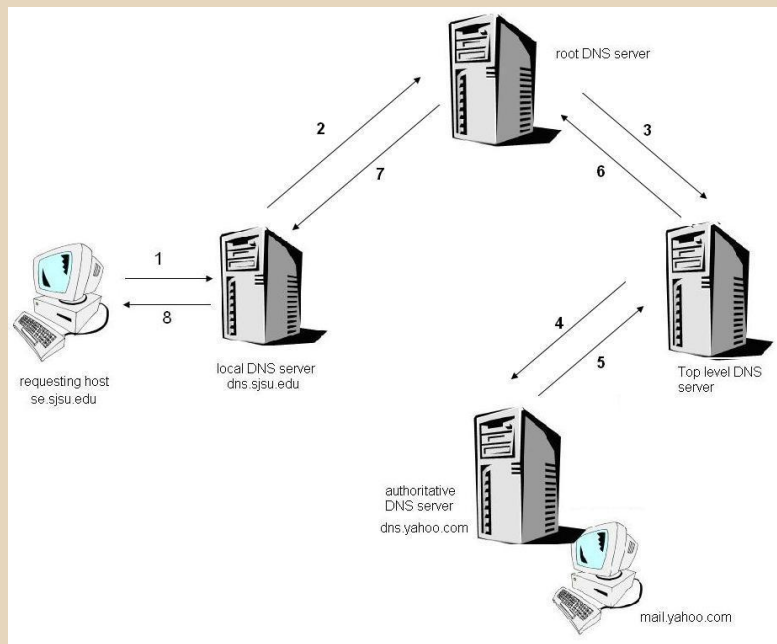 root DNS server
2
3
7
6
1
8
4
5
local DNS server
dns.sjsu.edu
requesting host
se.sjsu.edu
Top level DNS
server
authoritative
DNS server
dns.yahoo.com
mail.yahoo.com